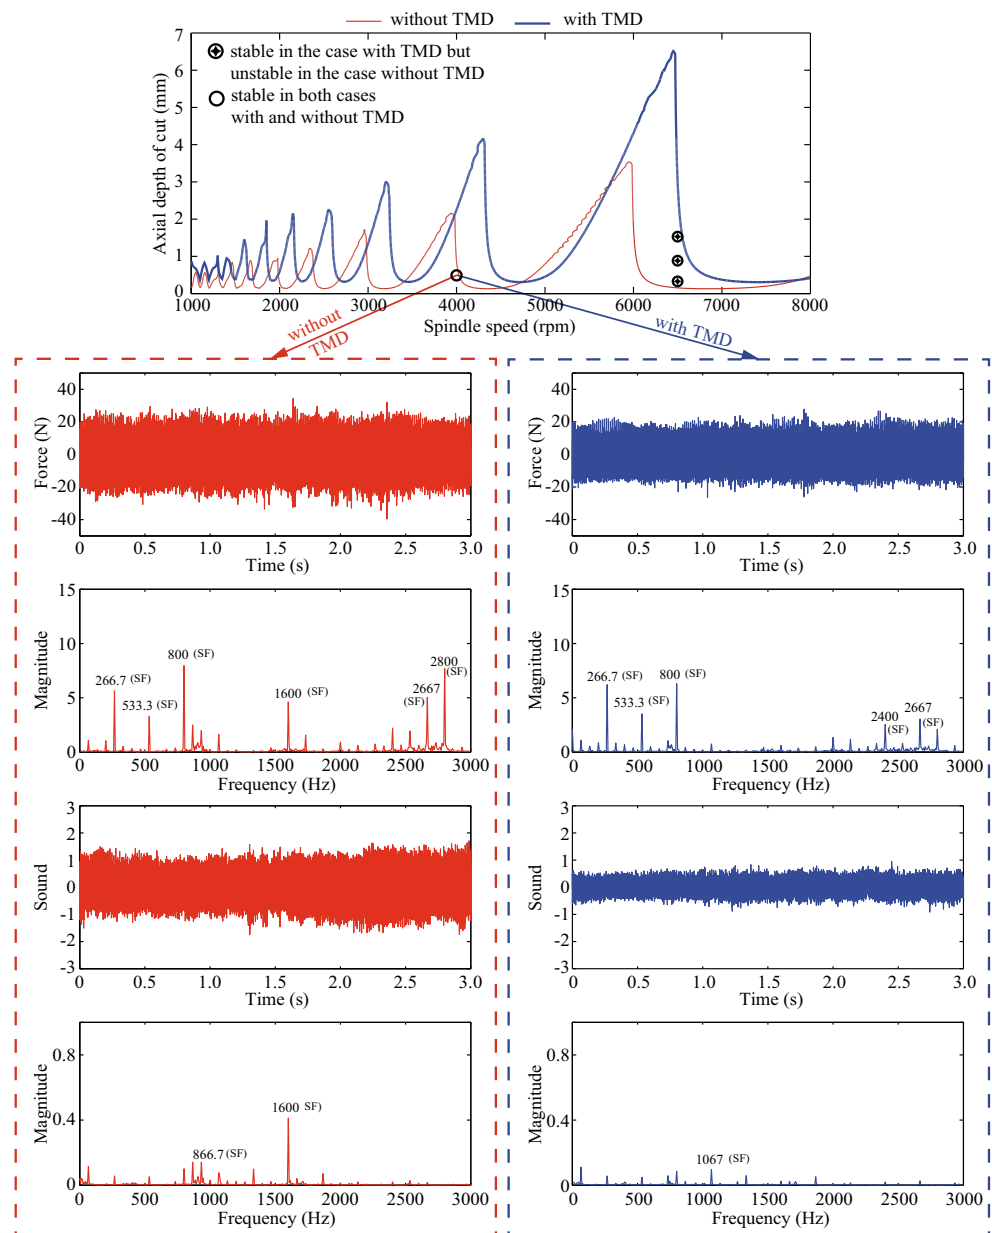 without TMD
with TMD
7
6
5
4
3
2
1
0
Axial depth of cut (mm)
stable in the case with TMD but
unstable in the case without TMD
stable in both cases
with and without TMD
1000 2000 3000 4000 5000 6000 7000 8000
Spindle speed (rpm)
without
TMD
with TMD
40
20
0
-20
-40
Force (N)
0 0.5 1.0 1.5 2.0 2.5 3.0
Time (s)
40
20
0
-20
-40
Force (N)
0 0.5 1.0 1.5 2.0 2.5 3.0
Time (s)
15
10
5
0
Magnitude
266.7 (SF)
533.3 (SF)
800 (SF)
1600 (SF)
2667
(SF)
2800
(SF)
0 500 1000 1500 2000 2500 3000
Frequency (Hz)
15
10
5
0
Magnitude
266.7 (SF)
533.3 (SF)
800 (SF)
2400
(SF)
2667
(SF)
0 500 1000 1500 2000 2500 3000
Frequency (Hz)
3
2
1
0
-1
-2
-3
Sound
0 0.5 1.0 1.5 2.0 2.5 3.0
Time (s)
3
2
1
0
-1
-2
-3
Sound
0 0.5 1.0 1.5 2.0 2.5 3.0
Time (s)
0.8
0.4
0
Magnitude
866.7 (SF)
1600 SF)
0 500 1000 1500 2000 2500 3000
Frequency (Hz)
0.8
0.4
0
Magnitude
1067 (SF)
0 500 1000 1500 2000 2500 3000
Frequency (Hz)